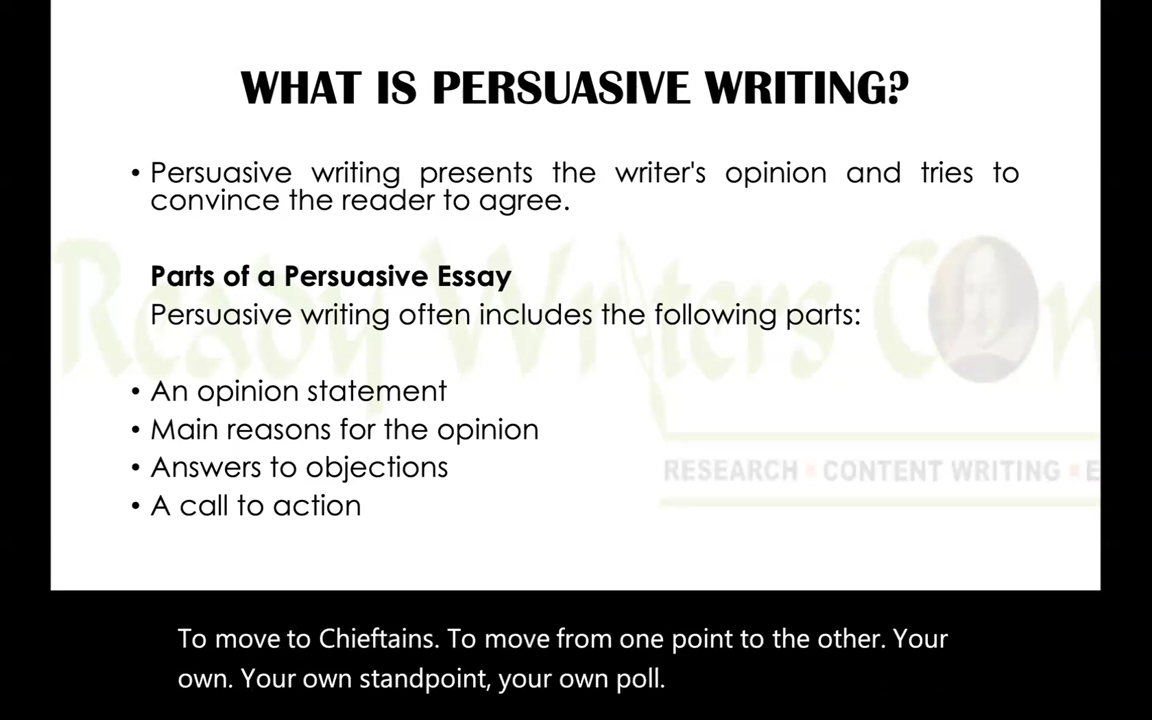 WHAT IS PERSUASIVE WRITING?
• Persuasive writing presents the writer's opinion and tries to
convince the reader to agree.
Parts of a Persuasive Essay
Persuasive writing often includes the following parts:
• An opinion statement
• Main reasons for the opinion
• Answers to objections
• A call to action
Ready Writers Con
RESEARCH • CONTENT WRITING • E
To move to Chieftains. To move from one point to the other. Your
own. Your own standpoint, your own poll.